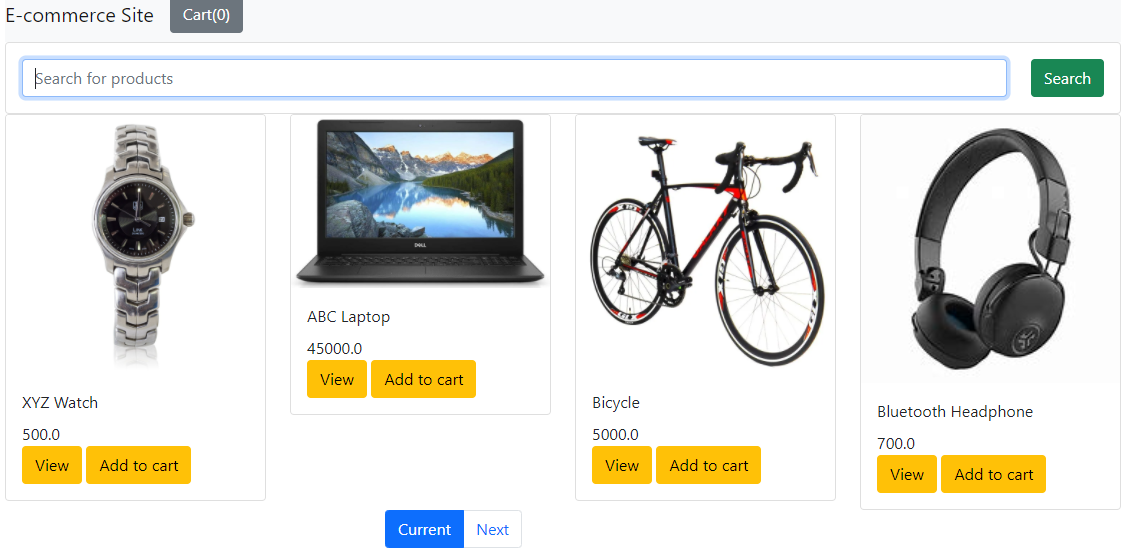 E-commerce Site Cart(0)
Search for products Search
XYZ Watch
500.0
View Add to cart
DELL
ABC Laptop
45000.0
View Add to cart
Bicycle
5000.0
View Add to cart
Bluetooth Headphone
700.0
View Add to cart
Current Next